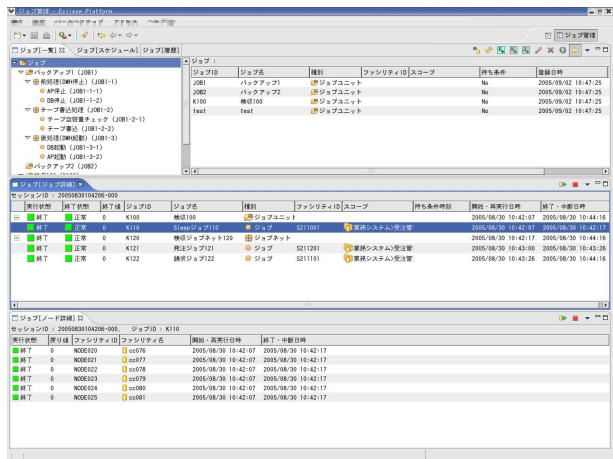 ジョブ管理 - Eclipse Platform
ジョブ管理
ジョブ[一覧] ジョブ[スケジュール] ジョブ[履歴]
ジョブ
バックアップ1 (JOB1)
前処理(DWH停止) (JOB1-1)
AP停止 (JOB1-1-1)
DB停止 (JOB1-1-2)
テープ書込処理 (JOB1-2)
テープ空容量チェック (JOB1-2-1)
テープ書込 (JOB1-2-2)
後処理(DWH起動) (JOB1-3)
DB起動 (JOB1-3-1)
AP起動 (JOB1-3-2)
バックアップ2 (JOB2)
ジョブ :
ジョブID ジョブ名 種別 ファシリティID スコープ 待ち条件 登録日時
JOB1 バックアップ1 ジョブユニット No 2005/09/02 10:47:25
JOB2 バックアップ2 ジョブユニット No 2005/09/02 10:47:25
K100 検収100 ジョブユニット No 2005/09/02 10:47:25
test test ジョブユニット No 2005/09/02 10:47:25
ジョブ[ジョブ詳細]
セッションID : 20050830104206-000
実行状態 終了状態 終了値 ジョブID ジョブ名 種別 ファシリティID スコープ 待ち条件時刻 開始・再実行日時 終了・中断日時
終了 正常 0 K100 検収100 ジョブユニット 2005/08/30 10:42:07 2005/08/30 10:44:16
終了 正常 0 K110 Sleepジョブ110 ジョブ S211001 業務システム>受注管 2005/08/30 10:42:07 2005/08/30 10:42:17
終了 正常 0 K120 検収ジョブネット120 ジョブネット 2005/08/30 10:42:17 2005/08/30 10:44:16
終了 正常 0 K121 発注ジョブ121 ジョブ S211201 業務システム>受注管 2005/08/30 10:43:00 2005/08/30 10:43:26
終了 正常 0 K122 請求ジョブ122 ジョブ S211101 業務システム>受注管 2005/08/30 10:43:26 2005/08/30 10:44:16
ジョブ[ノード詳細]
セッションID : 20050830104206-000, ジョブID : K110
実行状態 戻り値 ファシリティID ファシリティ名 開始・再実行日時 終了・中断日時
終了 0 NODE020 cc076 2005/08/30 10:42:07 2005/08/30 10:42:17
終了 0 NODE021 cc077 2005/08/30 10:42:07 2005/08/30 10:42:17
終了 0 NODE022 cc078 2005/08/30 10:42:07 2005/08/30 10:42:17
終了 0 NODE023 cc079 2005/08/30 10:42:07 2005/08/30 10:42:17
終了 0 NODE024 cc080 2005/08/30 10:42:07 2005/08/30 10:42:17
終了 0 NODE025 cc081 2005/08/30 10:42:07 2005/08/30 10:42:17